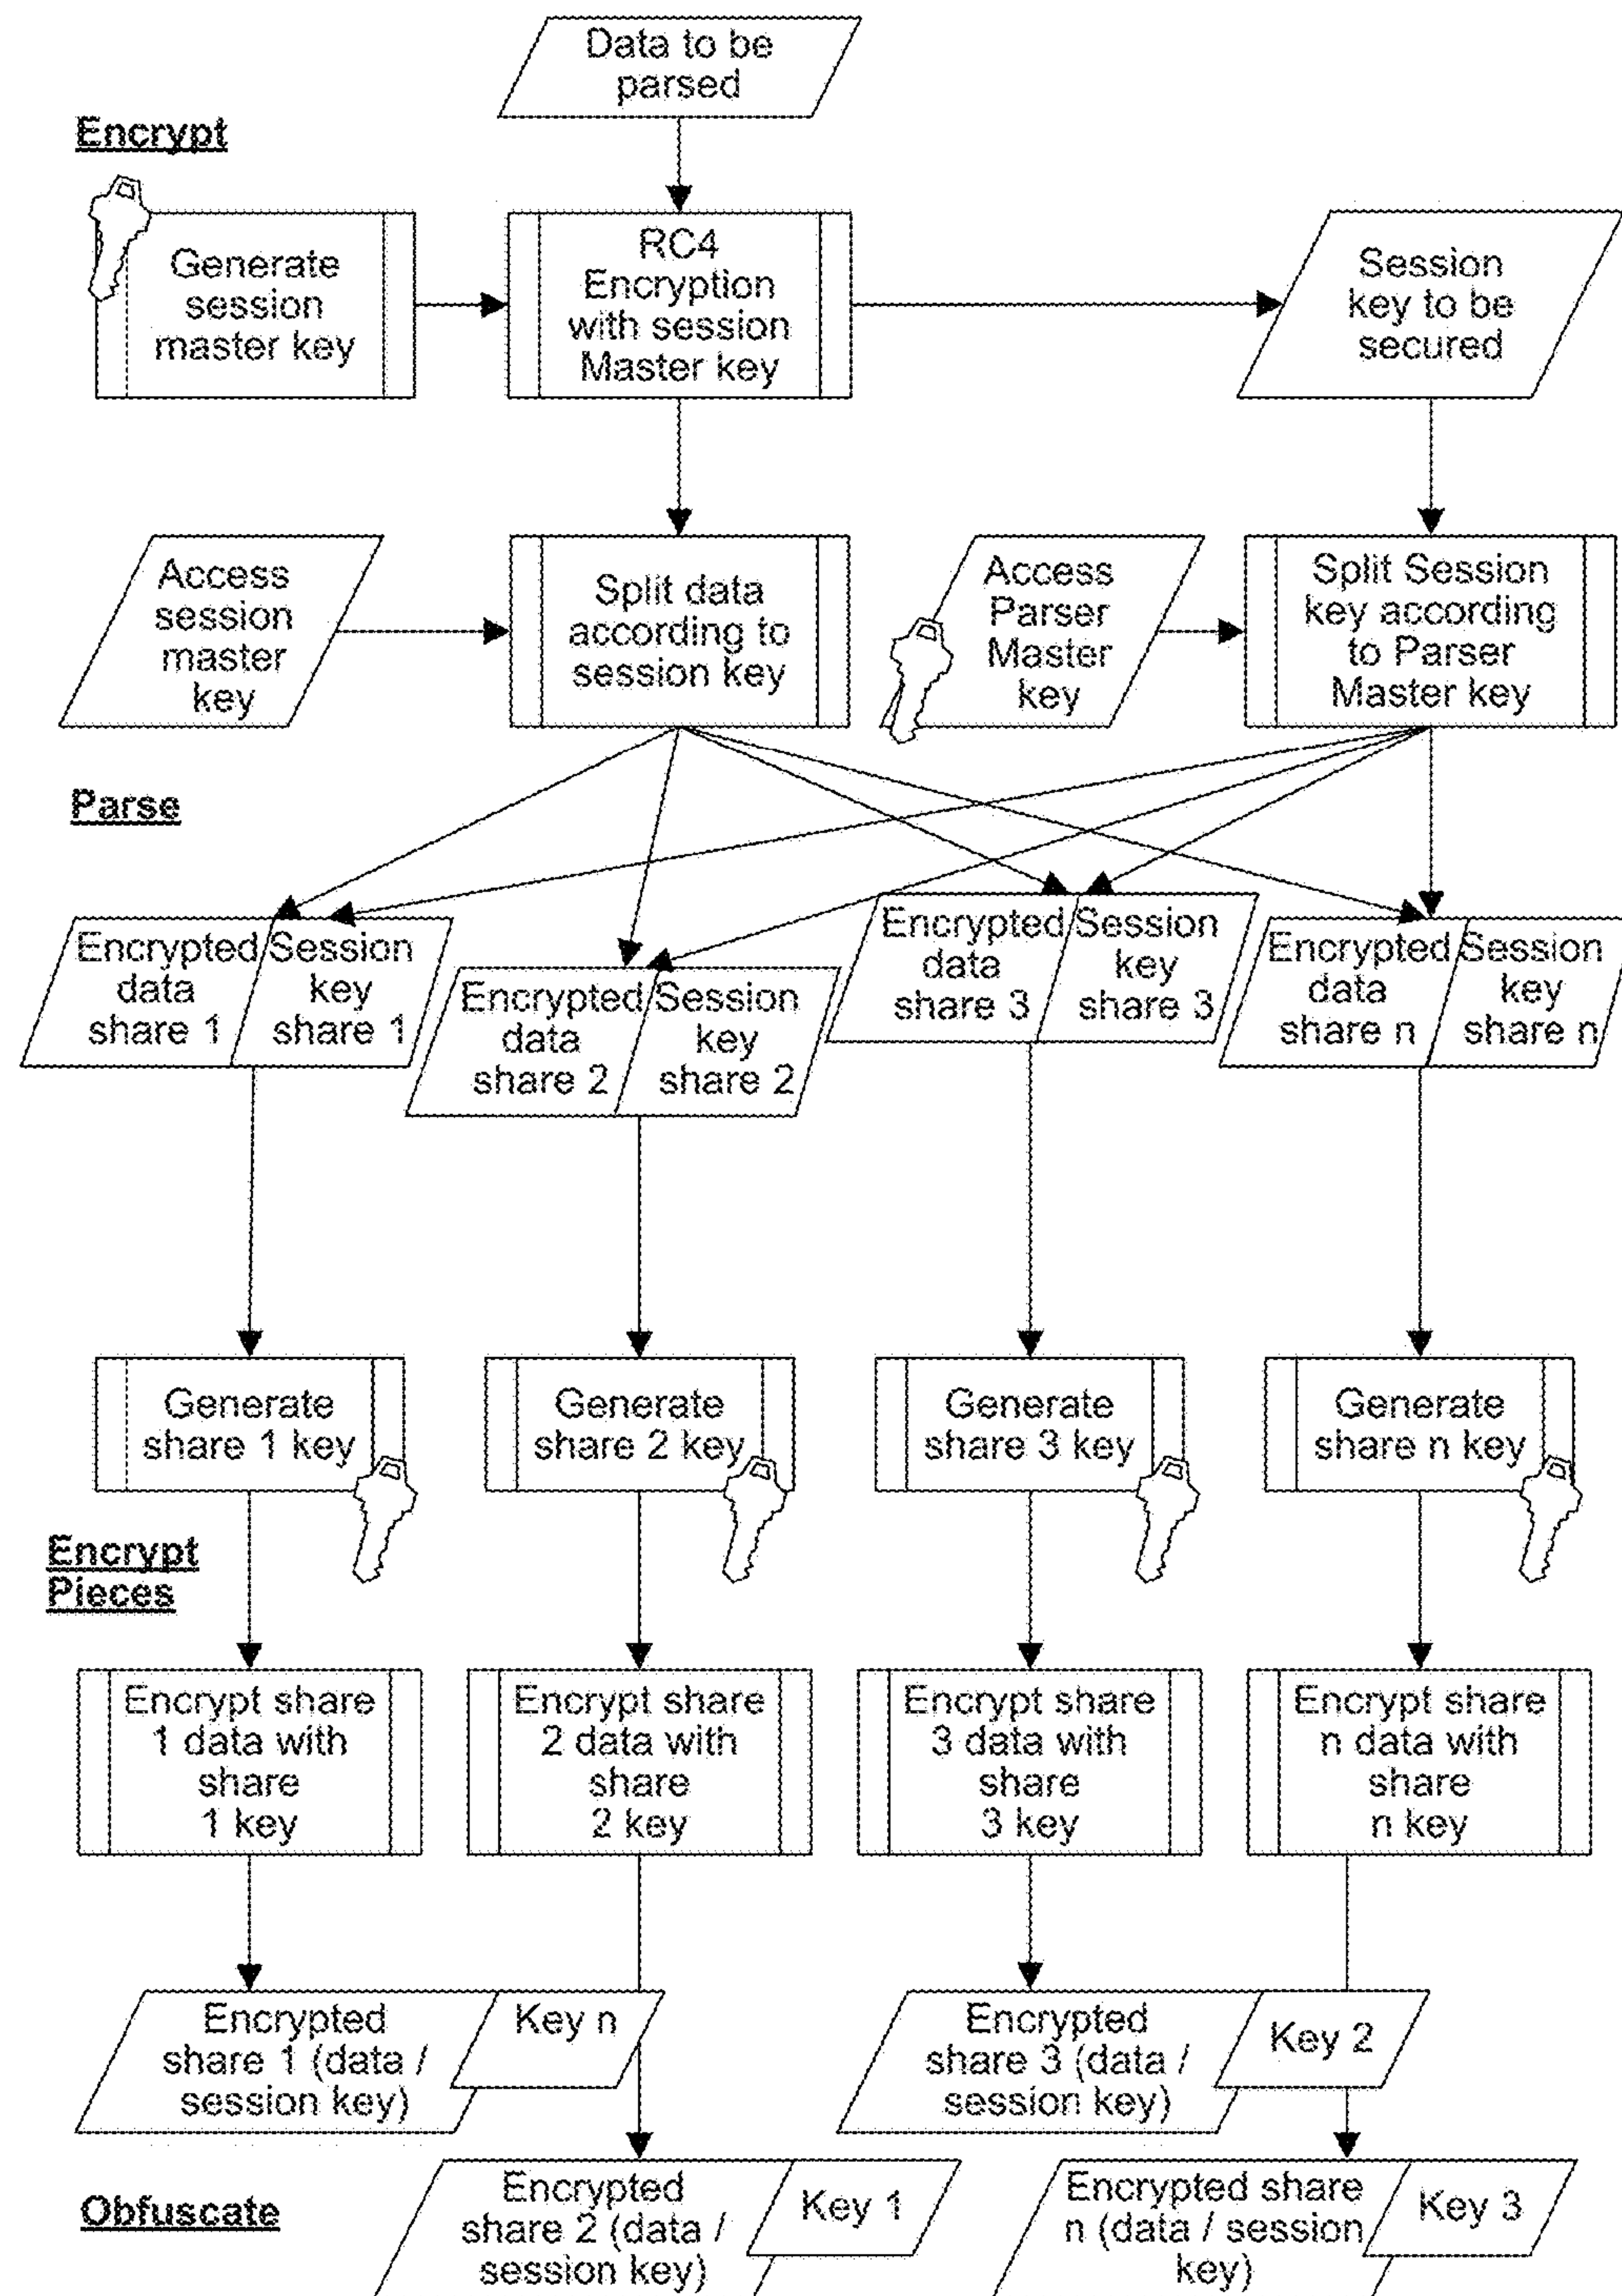 Data to be
parsed
Encrypt
Generate
session
master key
RC4
Encryption
with session
Master key
Session
key to be
secured
Access
session
master
key
Split data
according to
session key
Access
Parser
Master
key
Split Session
key according
to Parser
Master key
Parse
Encrypted
data
share 1
Session
key
share 1
Encrypted
data
share 2
Session
key
share 2
Encrypted
data
share 3
Session
key
share 3
Encrypted
data
share n
Session
key
share n
Generate
share 1 key
Generate
share 2 key
Generate
share 3 key
Generate
share n key
Encrypt
Pieces
Encrypt share
1 data with
share
1 key
Encrypt share
2 data with
share
2 key
Encrypt share
3 data with
share
3 key
Encrypt share
n data with
share
n key
Encrypted
share 1 (data /
session key)
Key n
Encrypted
share 3 (data /
session key)
Key 2
Obfuscate
Encrypted
share 2 (data /
session key)
Key 1
Encrypted share
n (data / session
key)
Key 3